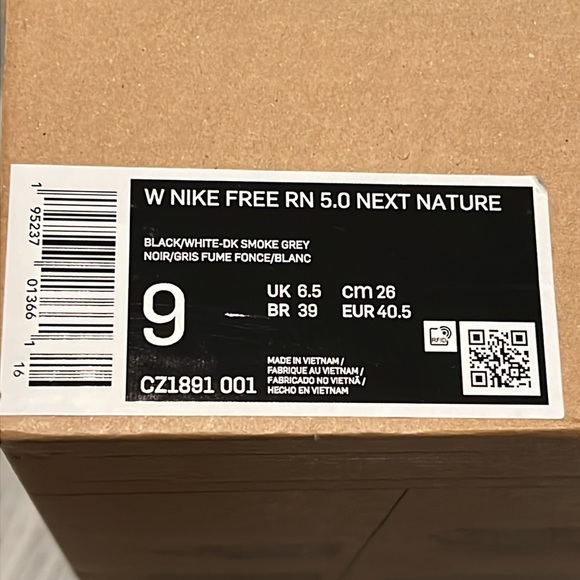 W NIKE FREE RN 5.0 NEXT NATURE
BLACK/WHITE-DK SMOKE GREY
NOIR/GRIS FUME FONCE/BLANC
9
UK 6.5 cm 26
BR 39 EUR 40.5
RFID
CZ1891 001
MADE IN VIETNAM /
FABRIQUE AU VIETNAM /
FABRICADO NO VIETNÃ /
HECHO EN VIETNAM
1 95237 01366 1 16